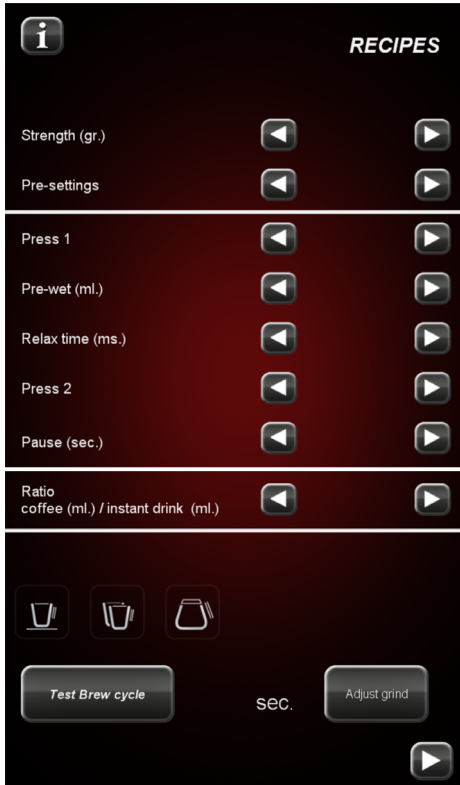 i
RECIPES
Strength (gr.)
Pre-settings
Press 1
Pre-wet (ml.)
Relax time (ms.)
Press 2
Pause (sec.)
Ratio
coffee (ml.) / instant drink (ml.)
Test Brew cycle
sec.
Adjust grind